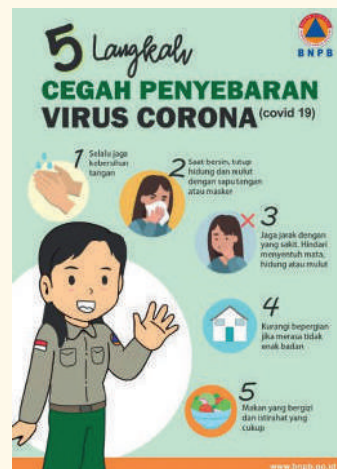 5 Langkah
BNPB
CEGAH PENYEBARAN
VIRUS CORONA (covid 19)
1 Selalu jaga
kebersihan
tangan
2 Saat bersin, tutup
hidung dan mulut
dengan sapu tangan
atau masker
3
Jaga jarak dengan
yang sakit. Hindari
menyentuh mata,
hidung atau mulut
4
Kurangi bepergian
jika merasa tidak
enak badan
5
Makan yang bergizi
dan istirahat yang
cukup
www.bnpb.go.id